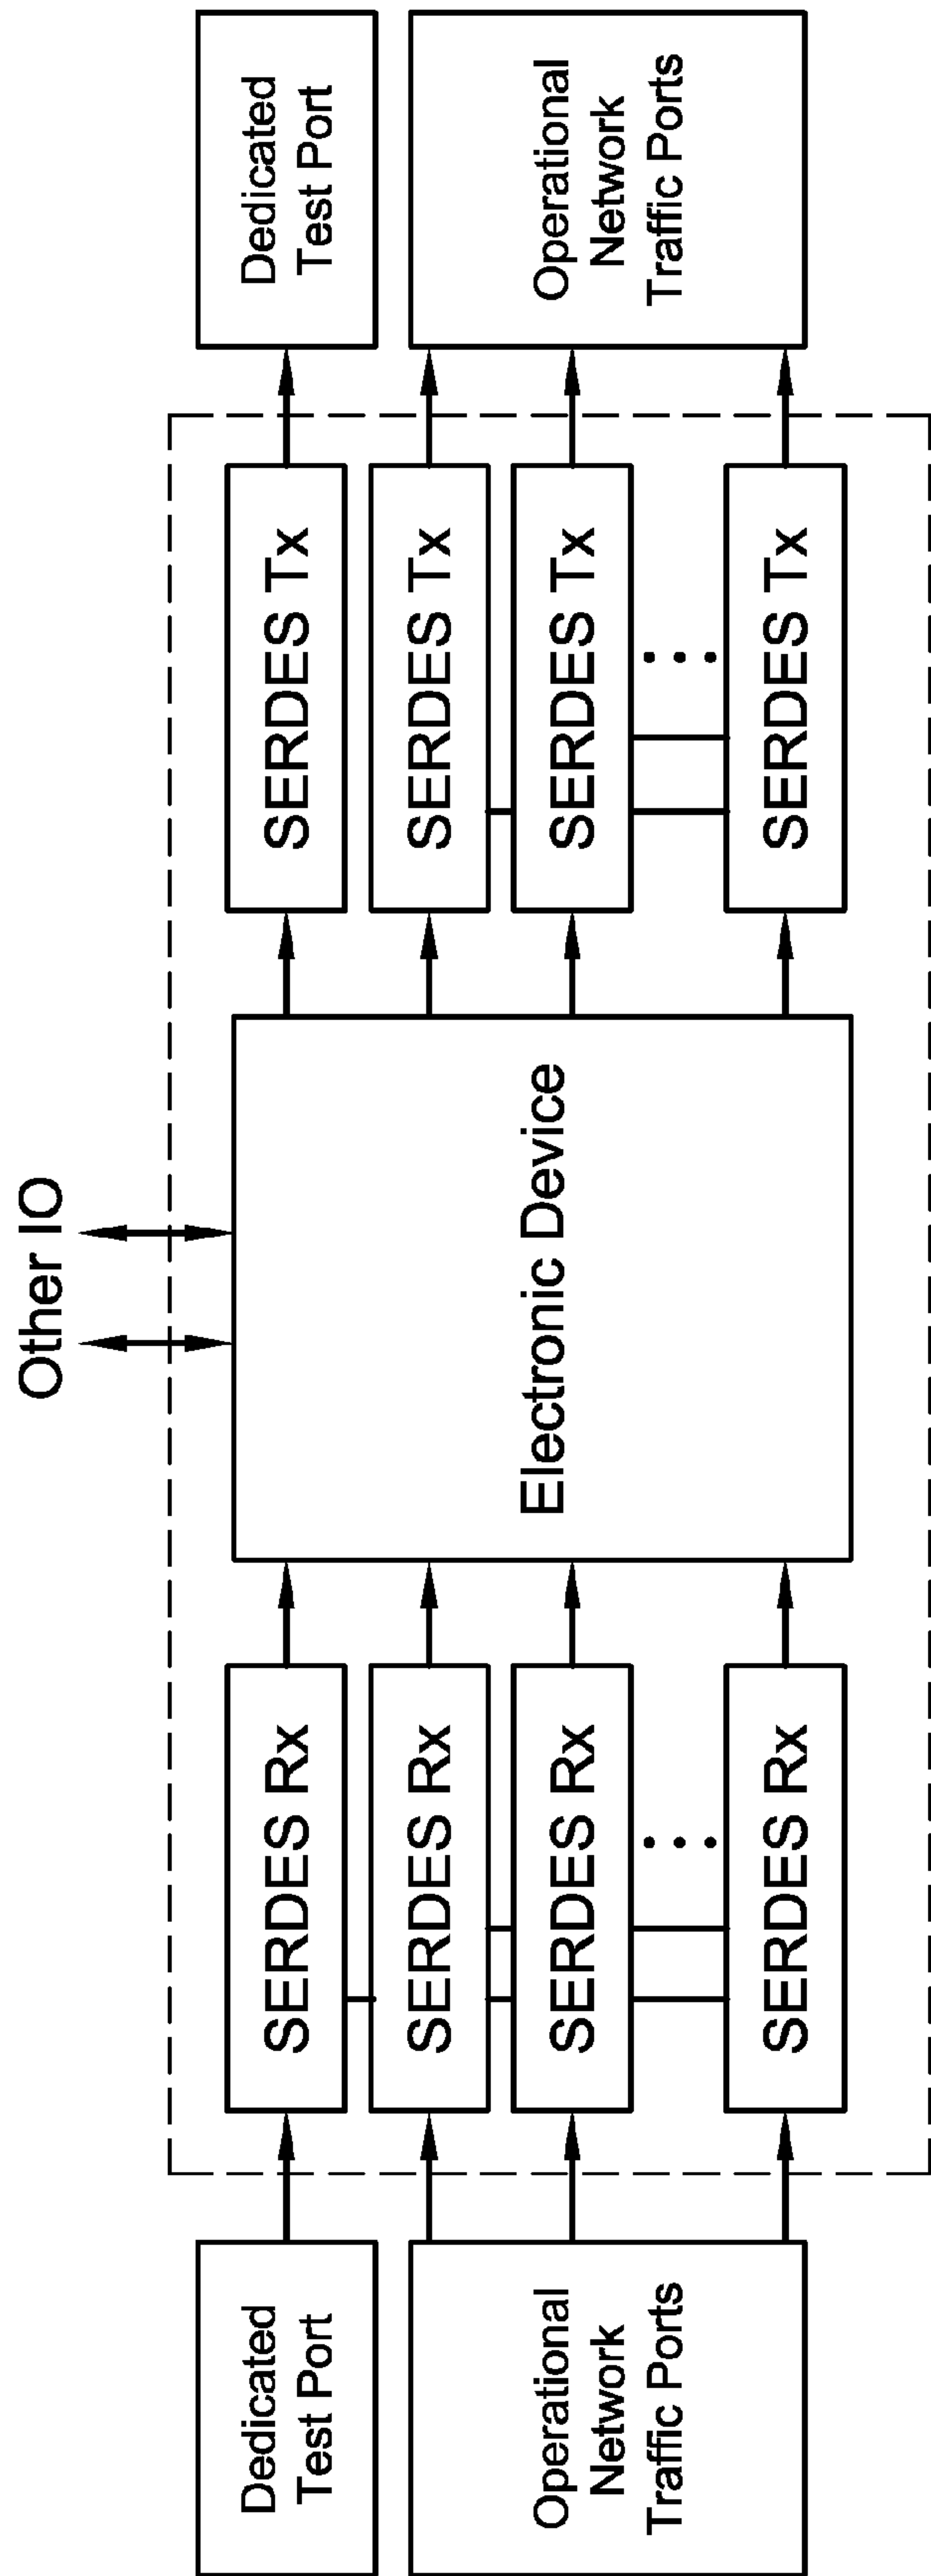 Other IO
Dedicated
Test Port
Operational
Network
Traffic Ports
SERDES Rx
SERDES Rx
SERDES Rx
...
SERDES Rx
Electronic Device
SERDES Tx
SERDES Tx
SERDES Tx
...
SERDES Tx
Dedicated
Test Port
Operational
Network
Traffic Ports